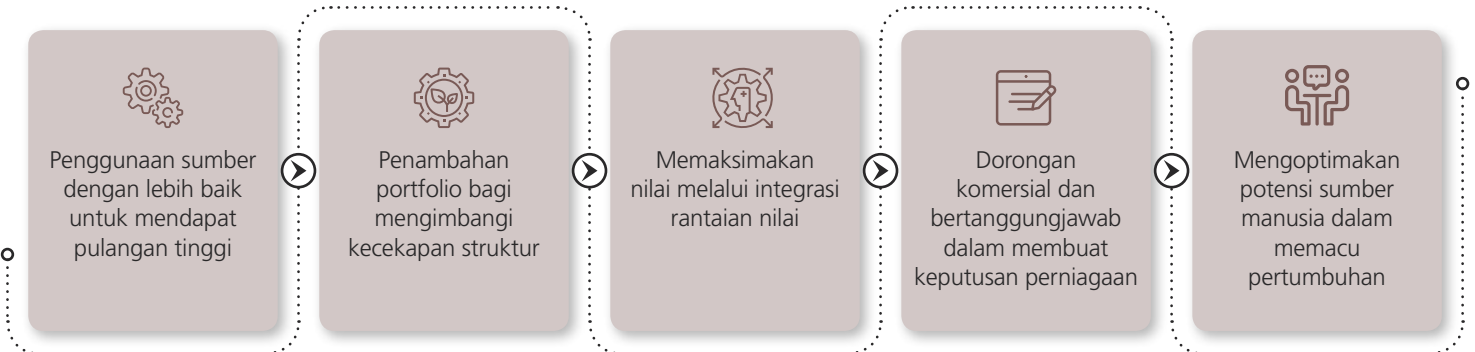 Penggunaan sumber
dengan lebih baik
untuk mendapat
pulangan tinggi
Penambahan
portfolio bagi
mengimbangi
kecekapan struktur
Memaksimakan
nilai melalui integrasi
rantaian nilai
Dorongan
komersial dan
bertanggungjawab
dalam membuat
keputusan perniagaan
Mengoptimakan
potensi sumber
manusia dalam
memacu
pertumbuhan